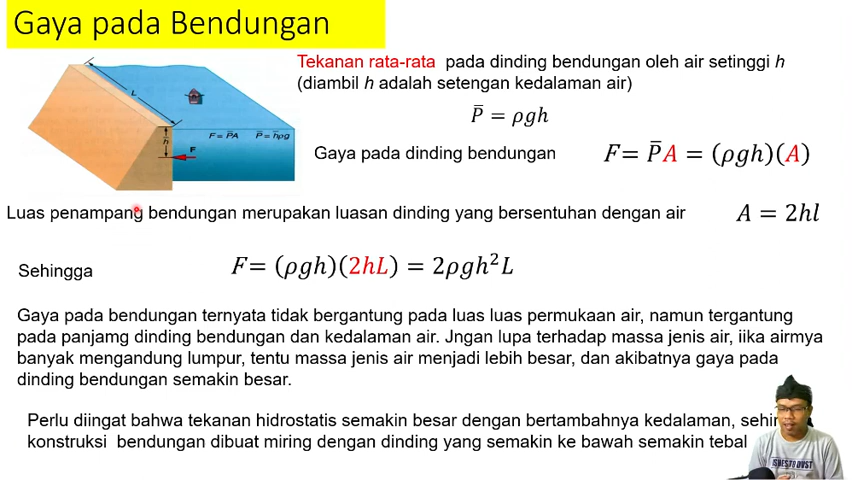 Gaya pada Bendungan
Tekanan rata-rata pada dinding bendungan oleh air setinggi h
(diambil h adalah setengan kedalaman air)
P̅ = ρgh
L
h̅
F
F = P̅A
P̅ = h̅ρg
Gaya pada dinding bendungan
F= P̅A = (ρgh)(A)
Luas penampang bendungan merupakan luasan dinding yang bersentuhan dengan air
A = 2hl
Sehingga
F= (ρgh)(2hL) = 2ρgh²L
Gaya pada bendungan ternyata tidak bergantung pada luas luas permukaan air, namun tergantung
pada panjamg dinding bendungan dan kedalaman air. Jngan lupa terhadap massa jenis air, iika airmya
banyak mengandung lumpur, tentu massa jenis air menjadi lebih besar, dan akibatnya gaya pada
dinding bendungan semakin besar.
Perlu diingat bahwa tekanan hidrostatis semakin besar dengan bertambahnya kedalaman,
konstruksi bendungan dibuat miring dengan dinding yang semakin ke bawah semakin tebal